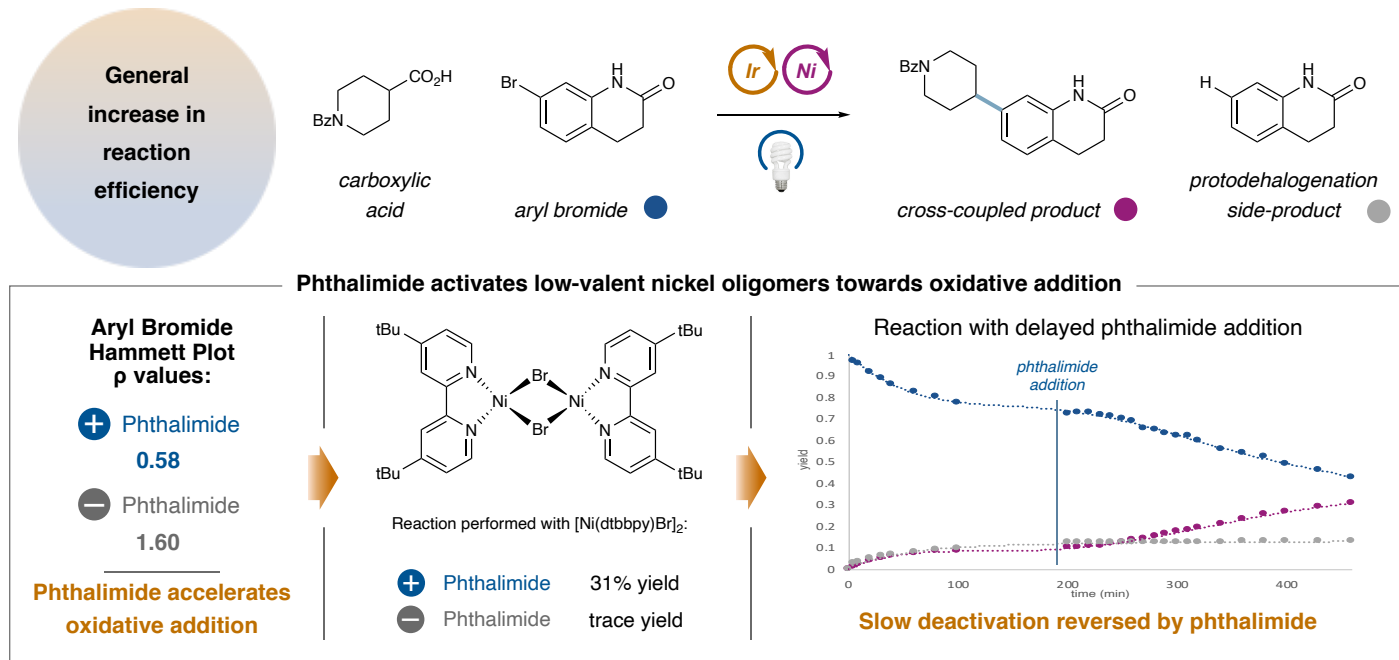 General
increase in
reaction
efficiency
CO2H
BzN
carboxylic
acid
Br
H
N
O
aryl bromide
Ir
Ni
BzN
H
N
O
cross-coupled product
H
H
N
O
protodehalogenation
side-product
Phthalimide activates low-valent nickel oligomers towards oxidative addition
Aryl Bromide
Hammett Plot
ρ values:
+ Phthalimide
0.58
− Phthalimide
1.60
Phthalimide accelerates
oxidative addition
tBu
tBu
N
Br
N
Ni
Ni
N
Br
N
tBu
tBu
Reaction performed with [Ni(dtbbpy)Br]2:
+ Phthalimide 31% yield
− Phthalimide trace yield
Reaction with delayed phthalimide addition
phthalimide
addition
1
0.9
0.8
0.7
0.6
0.5
0.4
0.3
0.2
0.1
0
yield
0 100 200 300 400
time (min)
Slow deactivation reversed by phthalimide